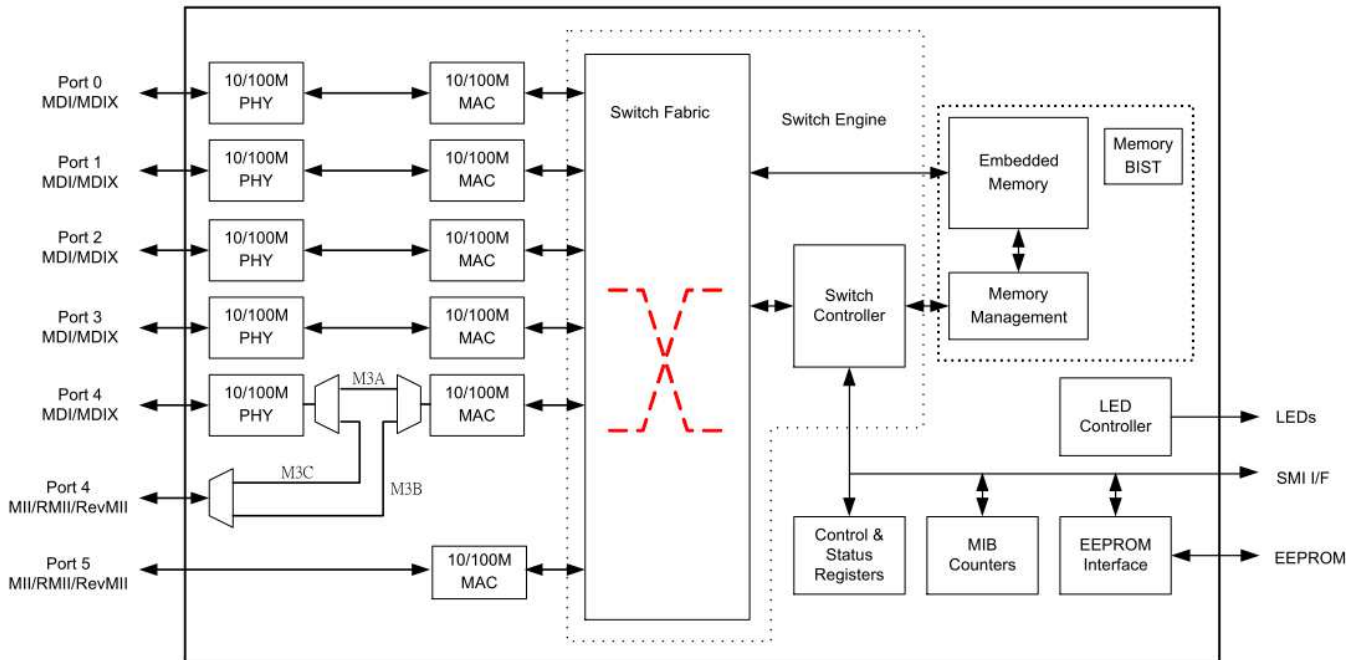 Port 0
MDI/MDIX
10/100M
PHY
10/100M
MAC
Port 1
MDI/MDIX
10/100M
PHY
10/100M
MAC
Port 2
MDI/MDIX
10/100M
PHY
10/100M
MAC
Port 3
MDI/MDIX
10/100M
PHY
10/100M
MAC
Port 4
MDI/MDIX
10/100M
PHY
M3A
10/100M
MAC
Port 4
MII/RMII/RevMII
M3C
M3B
Port 5
MII/RMII/RevMII
10/100M
MAC
Switch Fabric
Switch Engine
Switch
Controller
Embedded
Memory
Memory
BIST
Memory
Management
LED
Controller
LEDs
SMI I/F
Control &
Status
Registers
MIB
Counters
EEPROM
Interface
EEPROM